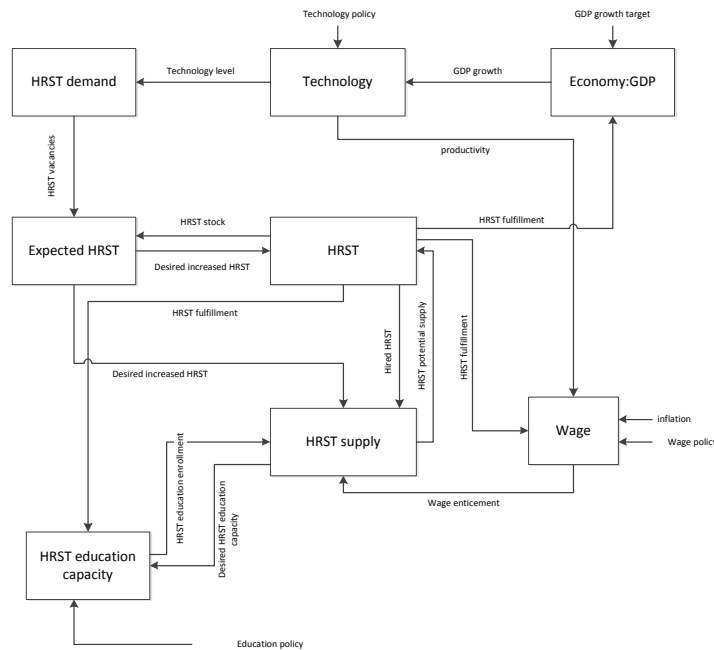 Technology policy
GDP growth target
HRST demand
Technology level
Technology
GDP growth
Economy:GDP
HRST vacancies
productivity
HRST stock
HRST fulfillment
Expected HRST
HRST
Desired increased HRST
HRST fulfillment
Hired HRST
HRST potential supply
HRST fulfillment
Desired increased HRST
HRST supply
Wage
inflation
Wage policy
HRST education enrollment
Desired HRST education
capacity
Wage enticement
HRST education
capacity
Education policy